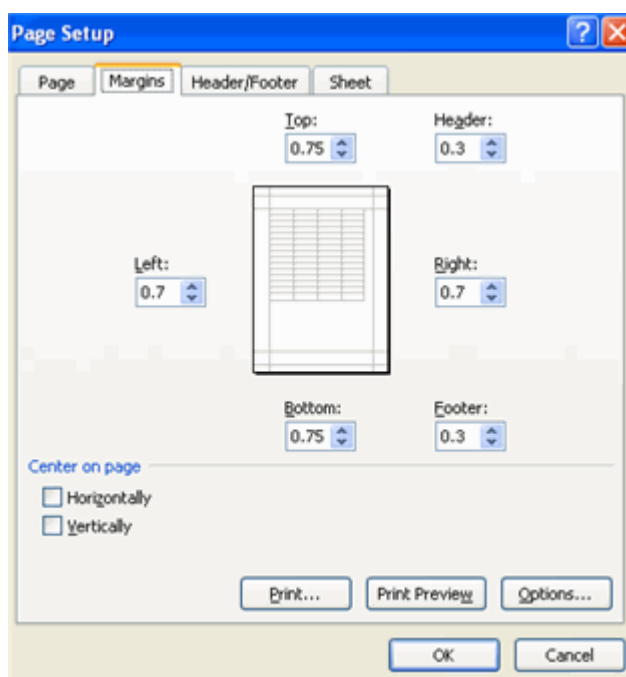 Page Setup
Page Margins Header/Footer Sheet
Top: Header:
0.75 0.3
Left: Right:
0.7 0.7
Bottom: Footer:
0.75 0.3
Center on page
Horizontally
Vertically
Print... Print Preview Options...
OK Cancel